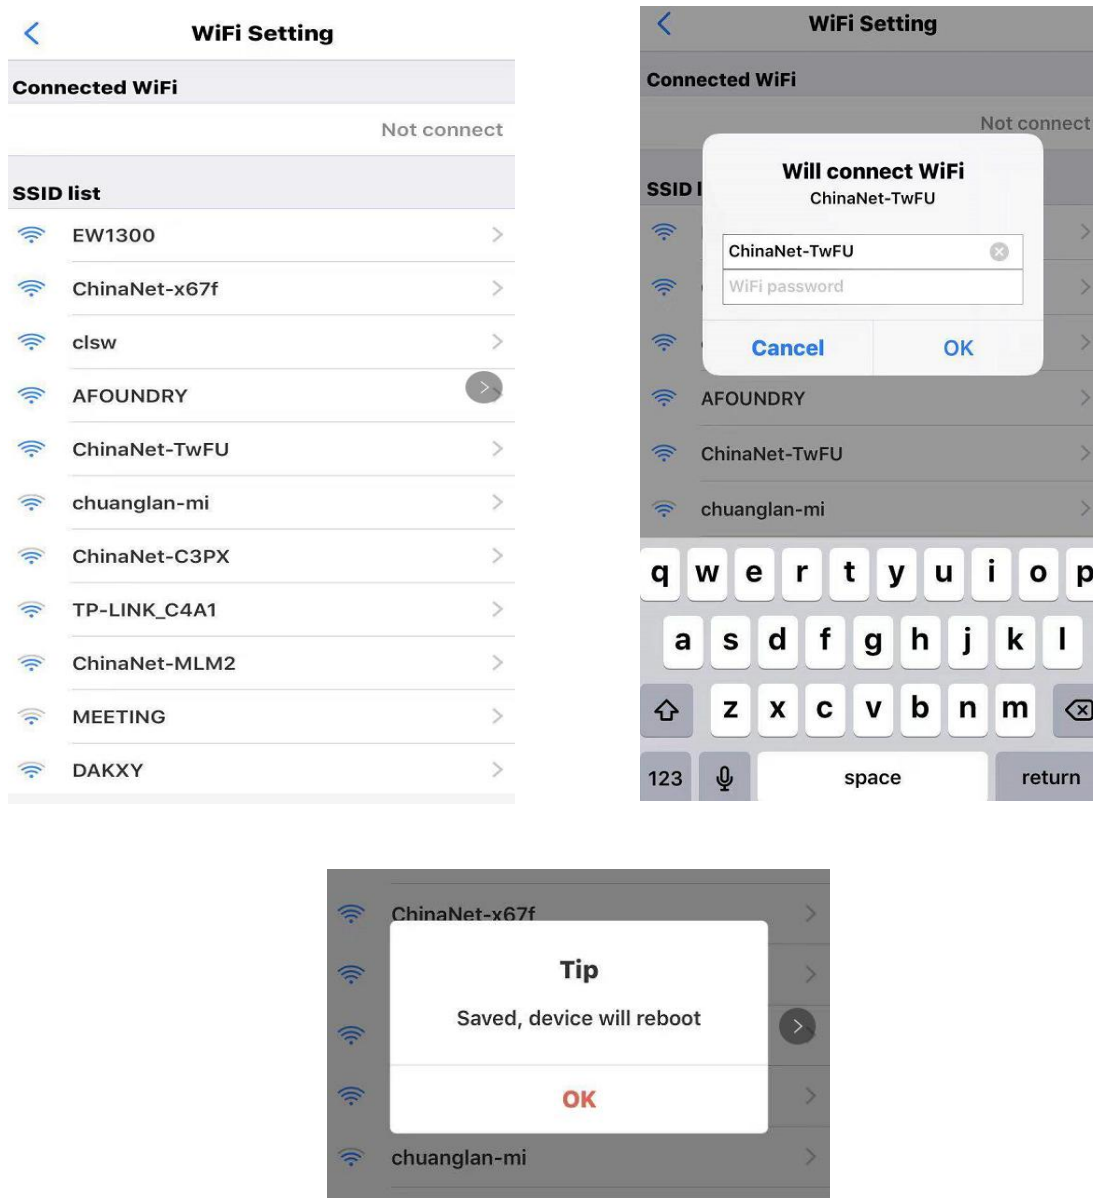 WiFi Setting
Connected WiFi
Not connect
SSID list
EW1300
ChinaNet-x67f
clsw
AFOUNDRY
ChinaNet-TwFU
chuanglan-mi
ChinaNet-C3PX
TP-LINK_C4A1
ChinaNet-MLM2
MEETING
DAKXY
WiFi Setting
Connected WiFi
Not connect
SSID l
Will connect WiFi
ChinaNet-TwFU
ChinaNet-TwFU
WiFi password
Cancel OK
AFOUNDRY
ChinaNet-TwFU
chuanglan-mi
q w e r t y u i o p
a s d f g h j k l
z x c v b n m
123 space return
ChinaNet-x67f
Tip
Saved, device will reboot
OK
chuanglan-mi